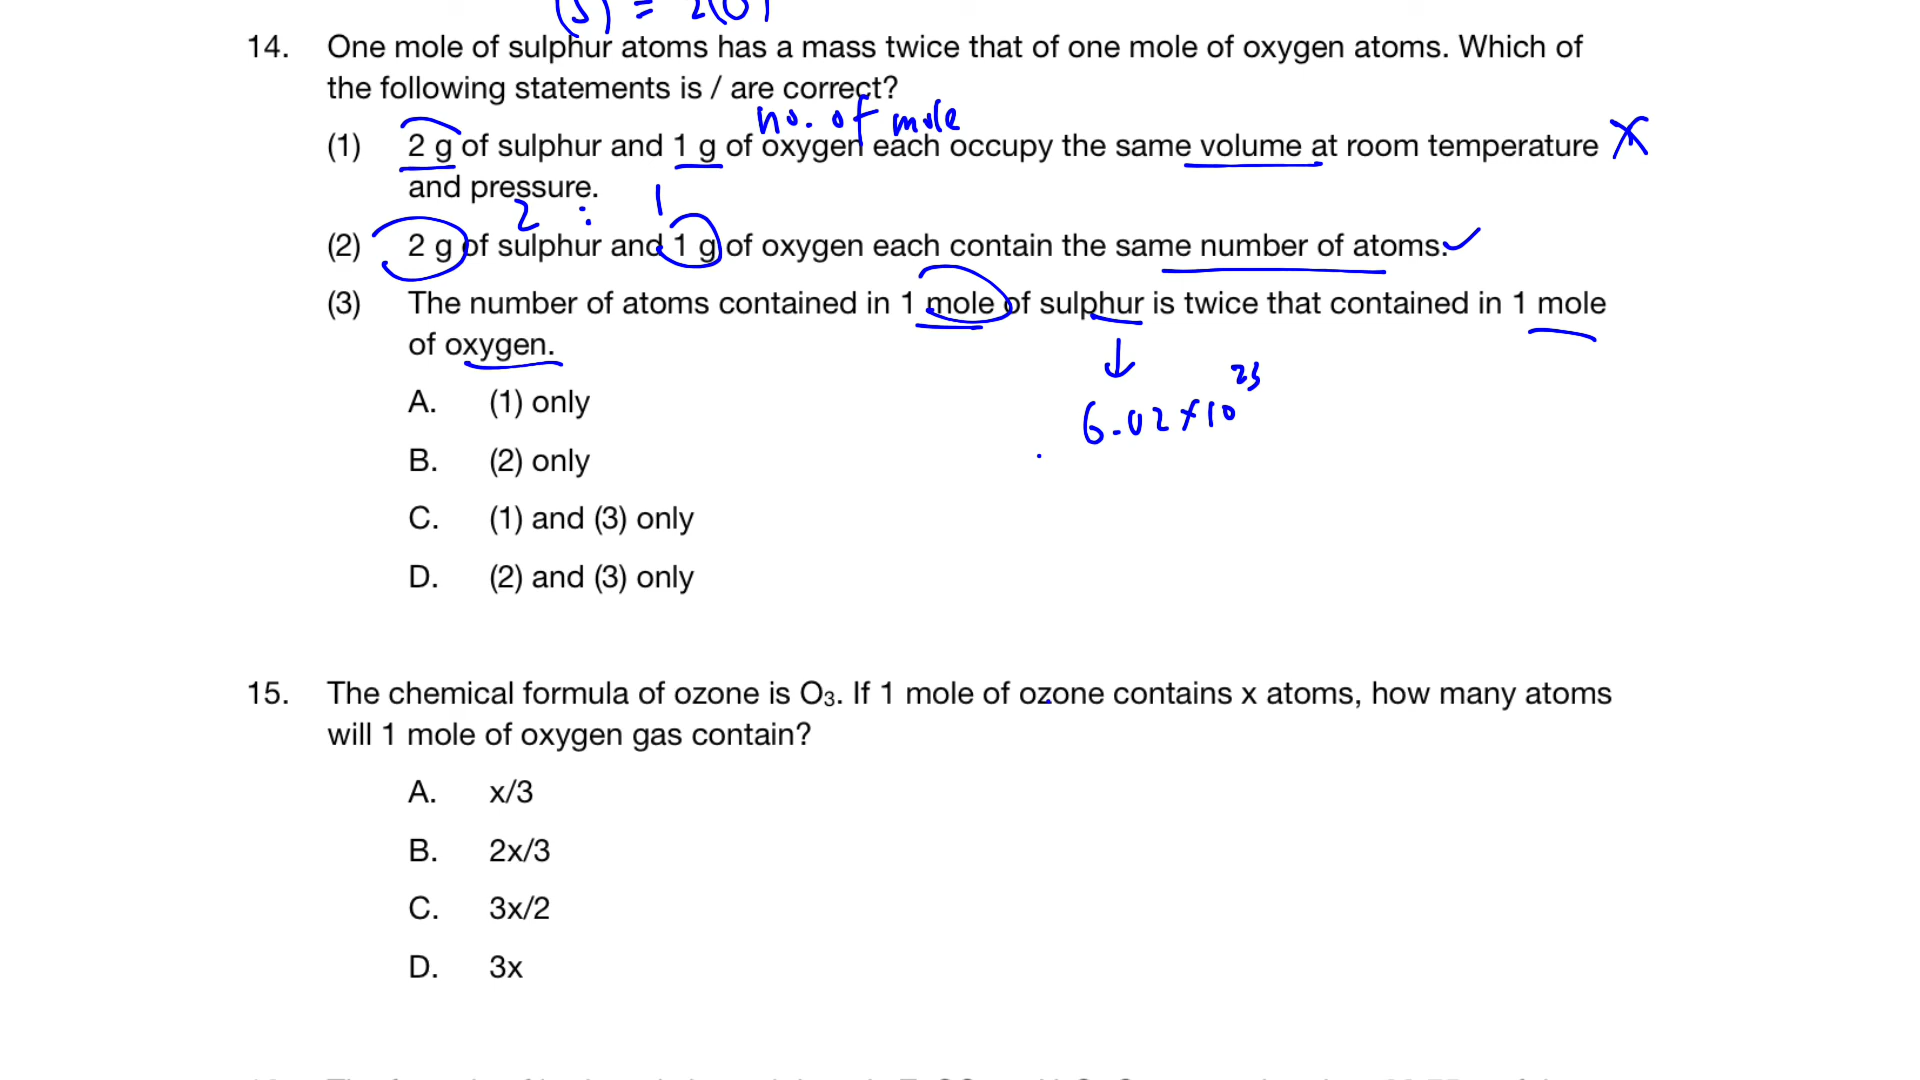 (S) = 2(O)
14. One mole of sulphur atoms has a mass twice that of one mole of oxygen atoms. Which of
the following statements is / are correct?
no. of mole
(1) 2 g of sulphur and 1 g of oxygen each occupy the same volume at room temperature ✗
and pressure.
2 : 1
(2) 2 g of sulphur and 1 g of oxygen each contain the same number of atoms. ✓
(3) The number of atoms contained in 1 mole of sulphur is twice that contained in 1 mole
of oxygen.
↓
6.02×10²³
A. (1) only
B. (2) only
C. (1) and (3) only
D. (2) and (3) only
15. The chemical formula of ozone is O₃. If 1 mole of ozone contains x atoms, how many atoms
will 1 mole of oxygen gas contain?
A. x/3
B. 2x/3
C. 3x/2
D. 3x